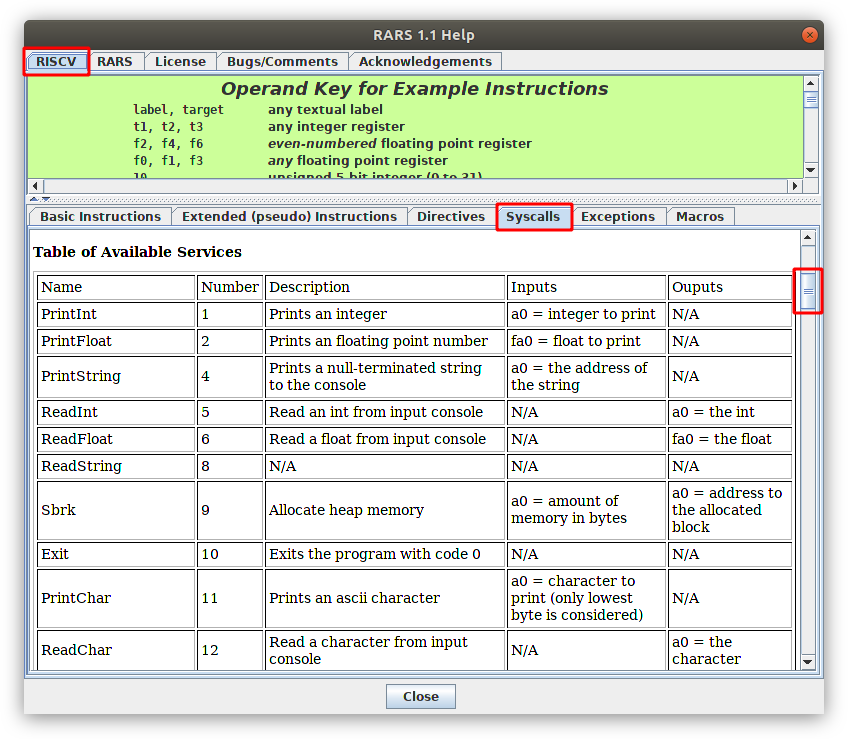 RARS 1.1 Help
RISCV RARS License Bugs/Comments Acknowledgements
Operand Key for Example Instructions
label, target any textual label
t1, t2, t3 any integer register
f2, f4, f6 even-numbered floating point register
f0, f1, f3 any floating point register
10 unsigned 5-bit integer (0 to 31)
Basic Instructions Extended (pseudo) Instructions Directives Syscalls Exceptions Macros
Table of Available Services
Name Number Description Inputs Ouputs
PrintInt 1 Prints an integer a0 = integer to print N/A
PrintFloat 2 Prints an floating point number fa0 = float to print N/A
PrintString 4 Prints a null-terminated string to the console a0 = the address of the string N/A
ReadInt 5 Read an int from input console N/A a0 = the int
ReadFloat 6 Read a float from input console N/A fa0 = the float
ReadString 8 N/A N/A N/A
Sbrk 9 Allocate heap memory a0 = amount of memory in bytes a0 = address to the allocated block
Exit 10 Exits the program with code 0 N/A N/A
PrintChar 11 Prints an ascii character a0 = character to print (only lowest byte is considered) N/A
ReadChar 12 Read a character from input console N/A a0 = the character
Close